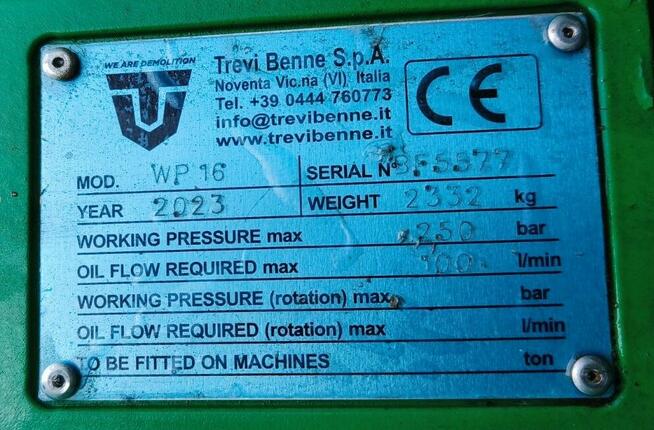 WE ARE DEMOLITION
Trevi Benne S.p.A.
Noventa Vic.na (VI), Italia
Tel. +39 0444 760773
info@trevibenne.it
www.trevibenne.it
CE
MOD. WP 16 SERIAL N°
YEAR 2023 WEIGHT 2332 kg
WORKING PRESSURE max 250 bar
OIL FLOW REQUIRED max 100 l/min
WORKING PRESSURE (rotation) max bar
OIL FLOW REQUIRED (rotation) max l/min
TO BE FITTED ON MACHINES ton